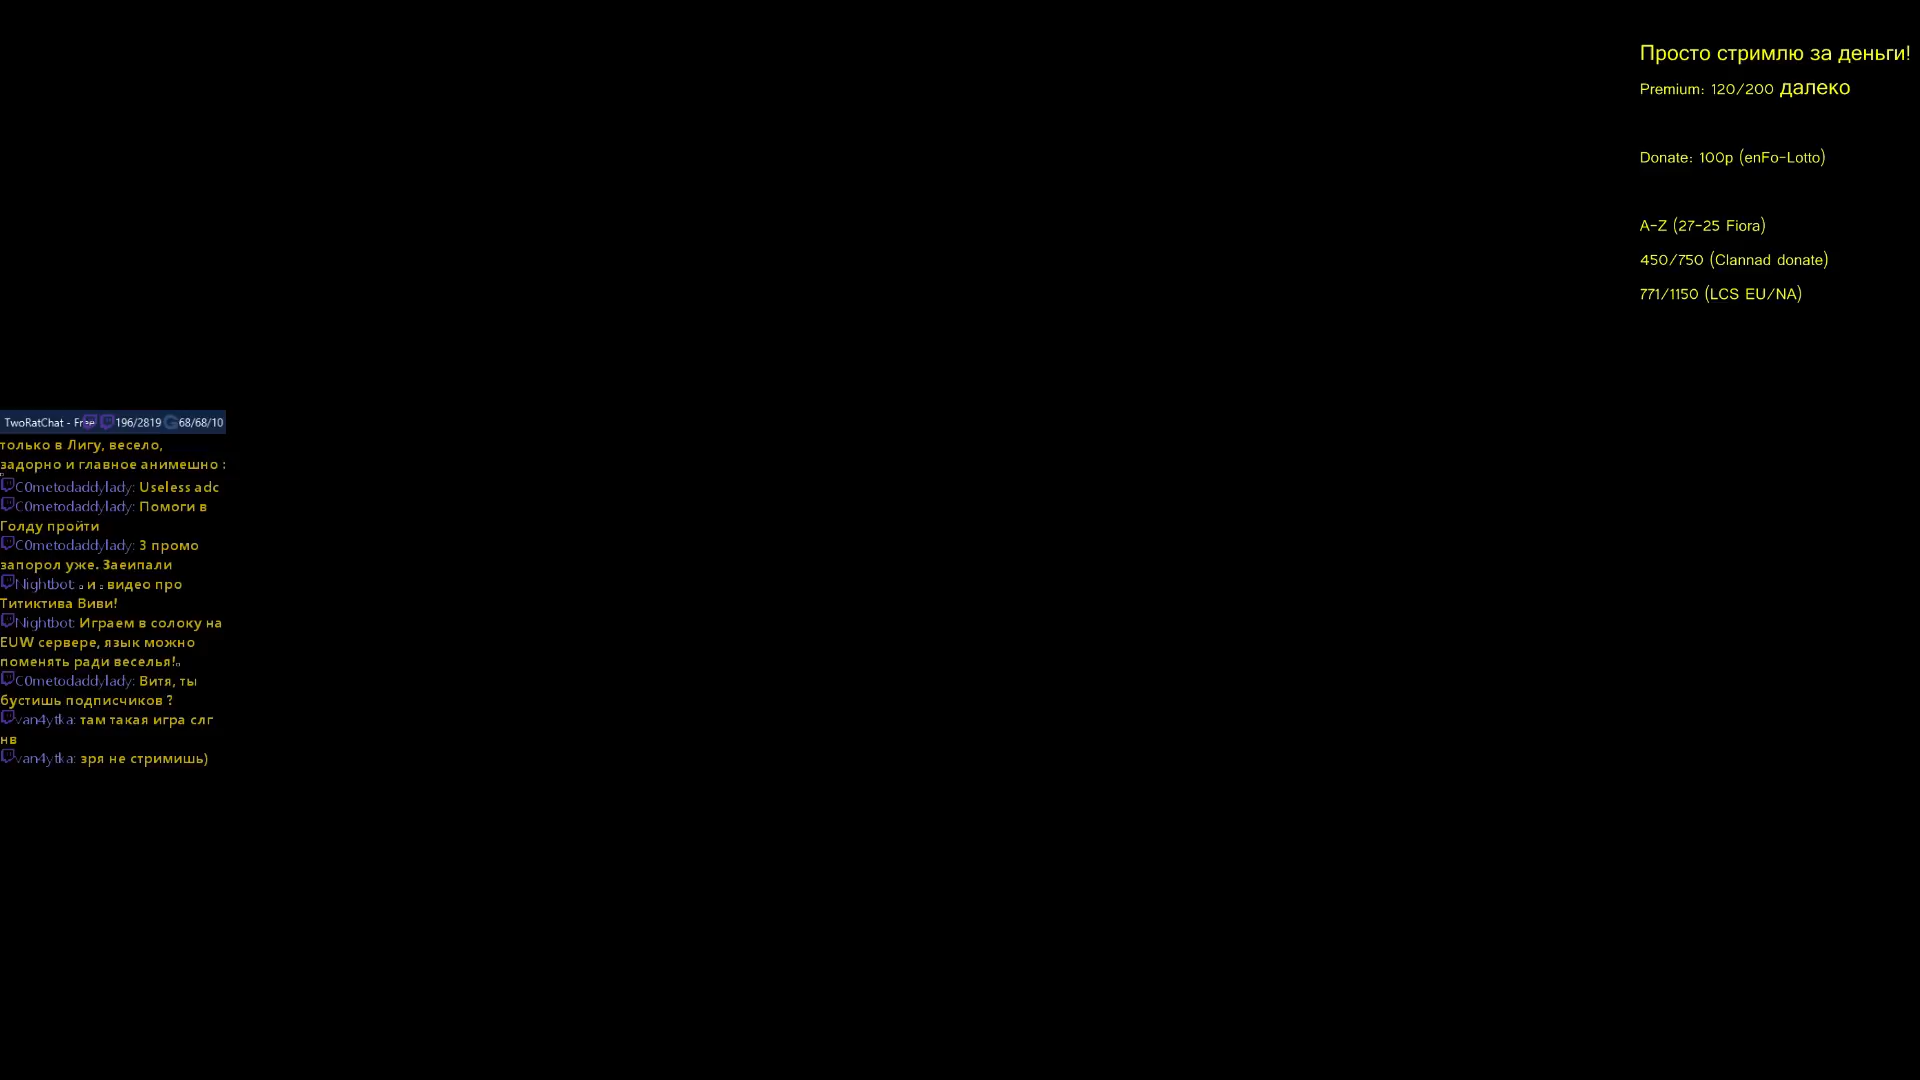 Просто стримлю за деньги!
Premium: 120/200 далеко
Donate: 100р (enFo-Lotto)
A-Z (27-25 Fiora)
450/750 (Clannad donate)
771/1150 (LCS EU/NA)
TwoRatChat - Free 196/2819 68/68/10
только в Лигу, весело,
задорно и главное анимешно :
C0metodaddylady: Useless adc
C0metodaddylady: Помоги в
Голду пройти
C0metodaddylady: 3 промо
запорол уже. Заеипали
Nightbot: и видео про
Титиктива Виви!
Nightbot: Играем в солоку на
EUW сервере, язык можно
поменять ради веселья!
C0metodaddylady: Витя, ты
бустишь подписчиков ?
van4ytka: там такая игра слг
нв
van4ytka: зря не стримишь)